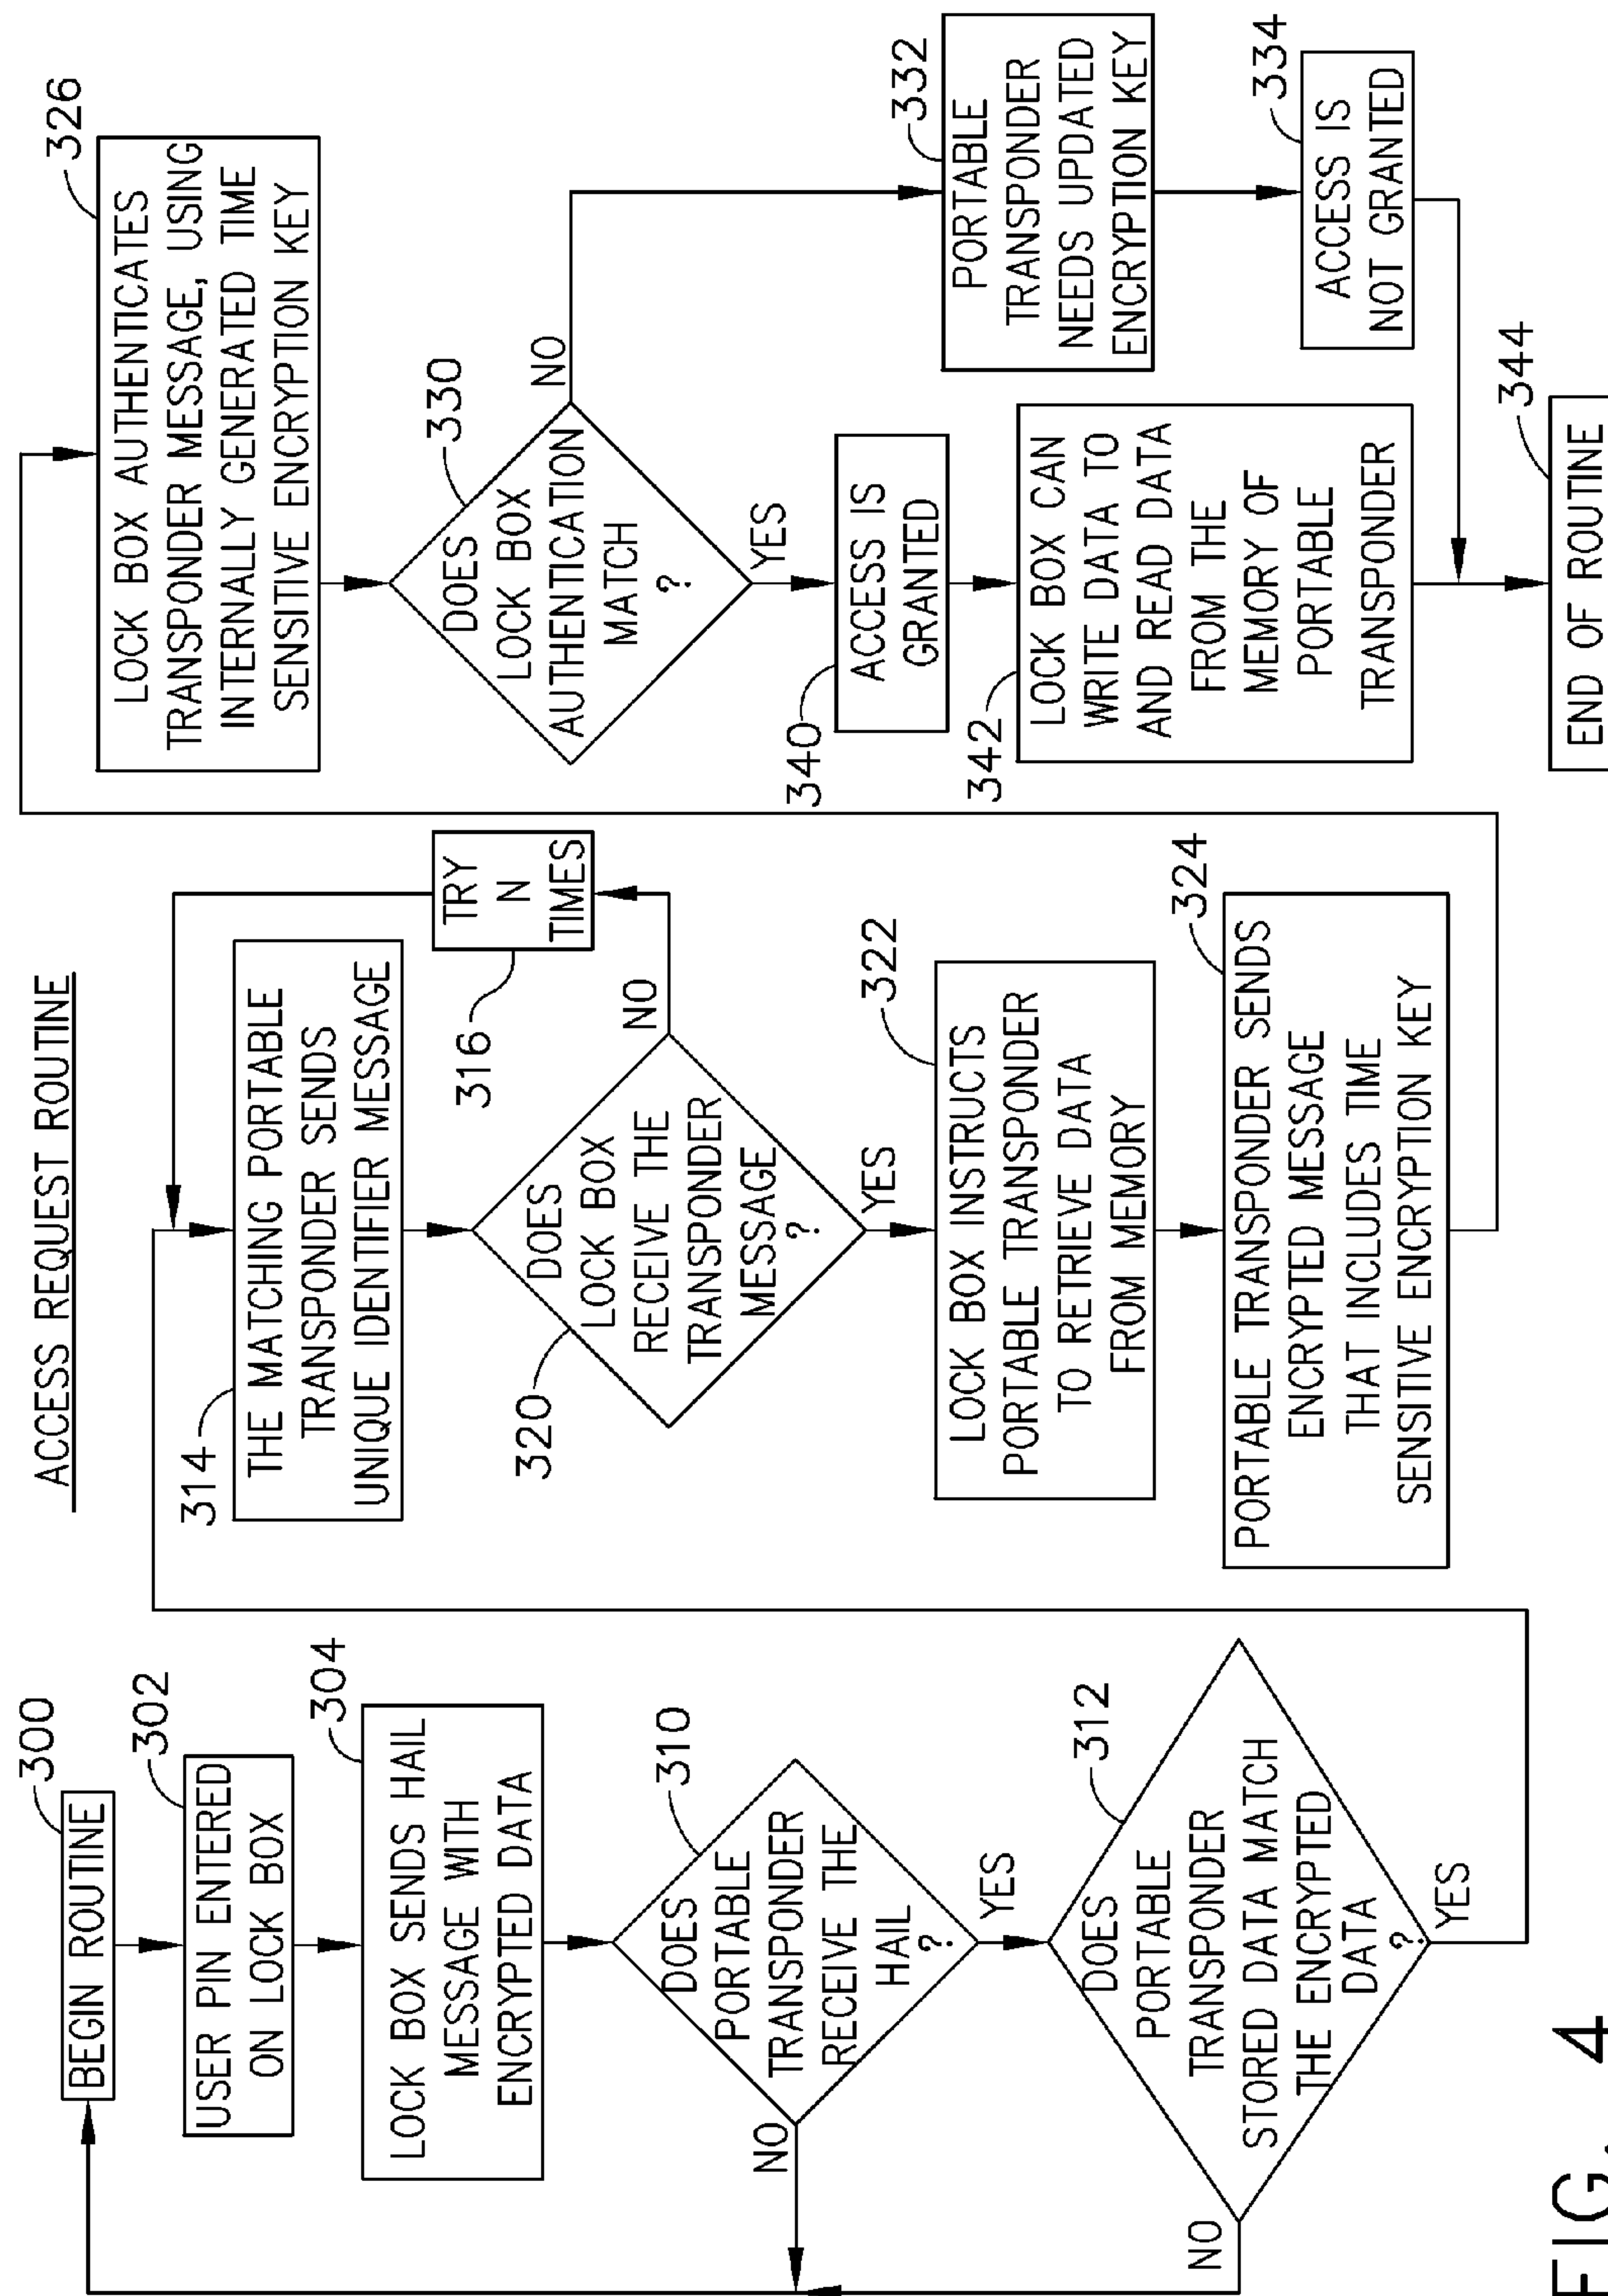 ACCESS REQUEST ROUTINE
300
BEGIN ROUTINE
302
USER PIN ENTERED
ON LOCK BOX
304
LOCK BOX SENDS HAIL
MESSAGE WITH
ENCRYPTED DATA
310
DOES
PORTABLE
TRANSPONDER
RECEIVE THE
HAIL
?
NO
YES
312
DOES
PORTABLE
TRANSPONDER
STORED DATA MATCH
THE ENCRYPTED
DATA
?
NO
YES
314
THE MATCHING PORTABLE
TRANSPONDER SENDS
UNIQUE IDENTIFIER MESSAGE
316
TRY
N
TIMES
320
DOES
LOCK BOX
RECEIVE THE
TRANSPONDER
MESSAGE
?
NO
YES
322
LOCK BOX INSTRUCTS
PORTABLE TRANSPONDER
TO RETRIEVE DATA
FROM MEMORY
324
PORTABLE TRANSPONDER SENDS
ENCRYPTED MESSAGE
THAT INCLUDES TIME
SENSITIVE ENCRYPTION KEY
326
LOCK BOX AUTHENTICATES
TRANSPONDER MESSAGE, USING
INTERNALLY GENERATED TIME
SENSITIVE ENCRYPTION KEY
330
DOES
LOCK BOX
AUTHENTICATION
MATCH
?
NO
YES
332
PORTABLE
TRANSPONDER
NEEDS UPDATED
ENCRYPTION KEY
334
ACCESS IS
NOT GRANTED
340
ACCESS IS
GRANTED
342
LOCK BOX CAN
WRITE DATA TO
AND READ DATA
FROM THE
MEMORY OF
PORTABLE
TRANSPONDER
344
END OF ROUTINE
FIG. 4